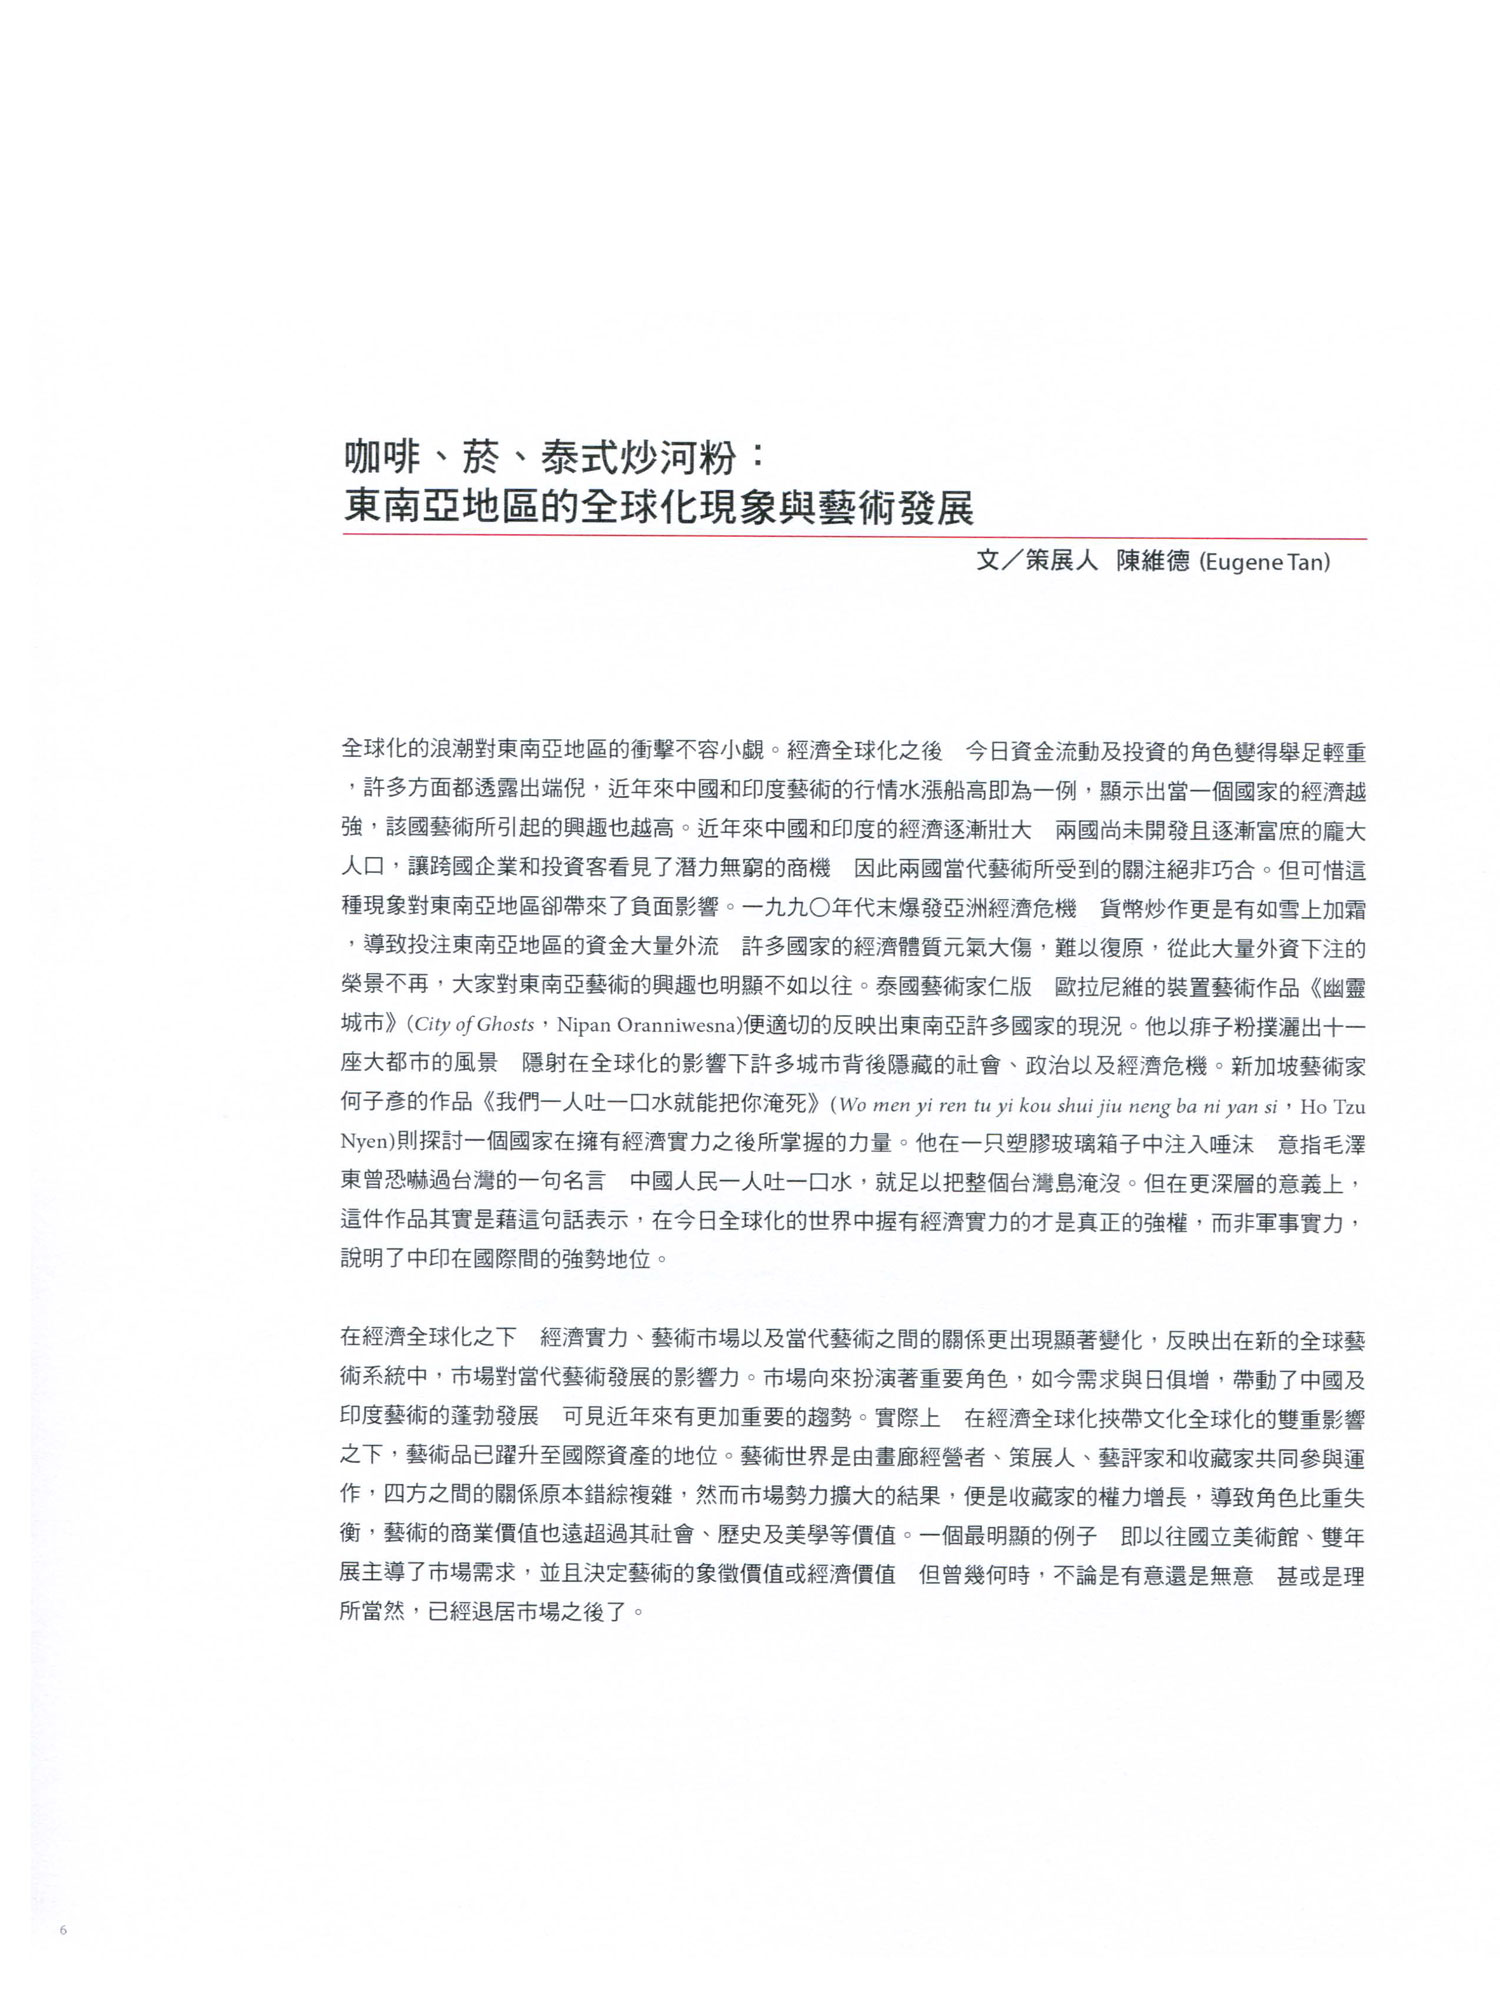 咖啡、菸、泰式炒河粉：
東南亞地區的全球化現象與藝術發展
文／策展人 陳維德 (Eugene Tan)
全球化的浪潮對東南亞地區的衝擊不容小覷。經濟全球化之後　今日資金流動及投資的角色變得舉足輕重
，許多方面都透露出端倪，近年來中國和印度藝術的行情水漲船高即為一例，顯示出當一個國家的經濟越
強，該國藝術所引起的興趣也越高。近年來中國和印度的經濟逐漸壯大　兩國尚未開發且逐漸富庶的龐大
人口，讓跨國企業和投資客看見了潛力無窮的商機　因此兩國當代藝術所受到的關注絕非巧合。但可惜這
種現象對東南亞地區卻帶來了負面影響。一九九〇年代末爆發亞洲經濟危機　貨幣炒作更是有如雪上加霜
，導致投注東南亞地區的資金大量外流　許多國家的經濟體質元氣大傷，難以復原，從此大量外資下注的
榮景不再，大家對東南亞藝術的興趣也明顯不如以往。泰國藝術家仁版　歐拉尼維的裝置藝術作品《幽靈
城市》(City of Ghosts，Nipan Oranniwesna)便適切的反映出東南亞許多國家的現況。他以痱子粉撲灑出十一
座大都市的風景　隱射在全球化的影響下許多城市背後隱藏的社會、政治以及經濟危機。新加坡藝術家
何子彥的作品《我們一人吐一口水就能把你淹死》(Wo men yi ren tu yi kou shui jiu neng ba ni yan si，Ho Tzu
Nyen)則探討一個國家在擁有經濟實力之後所掌握的力量。他在一只塑膠玻璃箱子中注入唾沫　意指毛澤
東曾恐嚇過台灣的一句名言　中國人民一人吐一口水，就足以把整個台灣島淹沒。但在更深層的意義上，
這件作品其實是藉這句話表示，在今日全球化的世界中握有經濟實力的才是真正的強權，而非軍事實力，
說明了中印在國際間的強勢地位。
在經濟全球化之下　經濟實力、藝術市場以及當代藝術之間的關係更出現顯著變化，反映出在新的全球藝
術系統中，市場對當代藝術發展的影響力。市場向來扮演著重要角色，如今需求與日俱增，帶動了中國及
印度藝術的蓬勃發展　可見近年來有更加重要的趨勢。實際上　在經濟全球化挾帶文化全球化的雙重影響
之下，藝術品已躍升至國際資產的地位。藝術世界是由畫廊經營者、策展人、藝評家和收藏家共同參與運
作，四方之間的關係原本錯綜複雜，然而市場勢力擴大的結果，便是收藏家的權力增長，導致角色比重失
衡，藝術的商業價值也遠超過其社會、歷史及美學等價值。一個最明顯的例子　即以往國立美術館、雙年
展主導了市場需求，並且決定藝術的象徵價值或經濟價值　但曾幾何時，不論是有意還是無意　甚或是理
所當然，已經退居市場之後了。
6